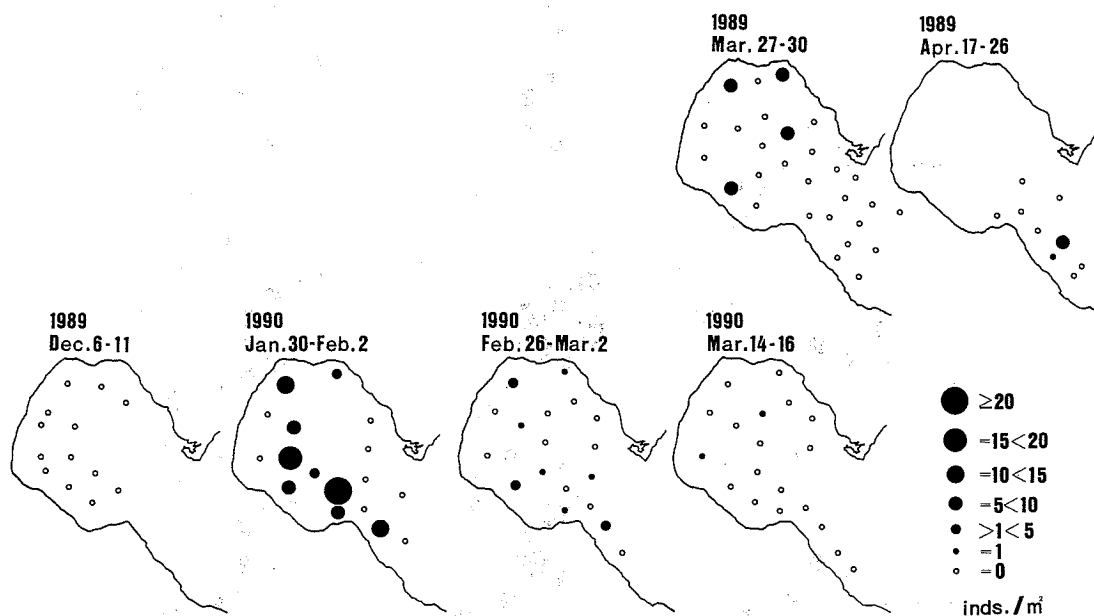 1989
Mar. 27-30
1989
Apr. 17-26
1989
Dec. 6-11
1990
Jan. 30-Feb. 2
1990
Feb. 26-Mar. 2
1990
Mar. 14-16
≥20
=15<20
=10<15
=5<10
>1<5
=1
=0
inds./m²